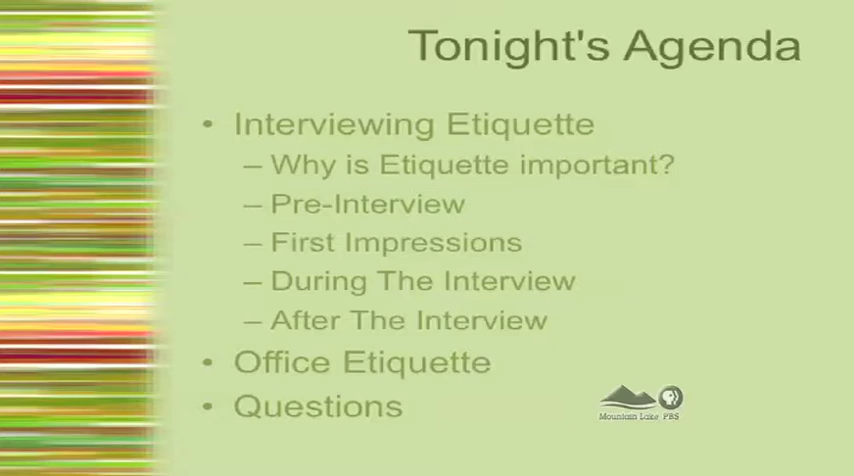 Tonight's Agenda
• Interviewing Etiquette
– Why is Etiquette important?
– Pre-Interview
– First Impressions
– During The Interview
– After The Interview
• Office Etiquette
• Questions
Mountain Lake PBS